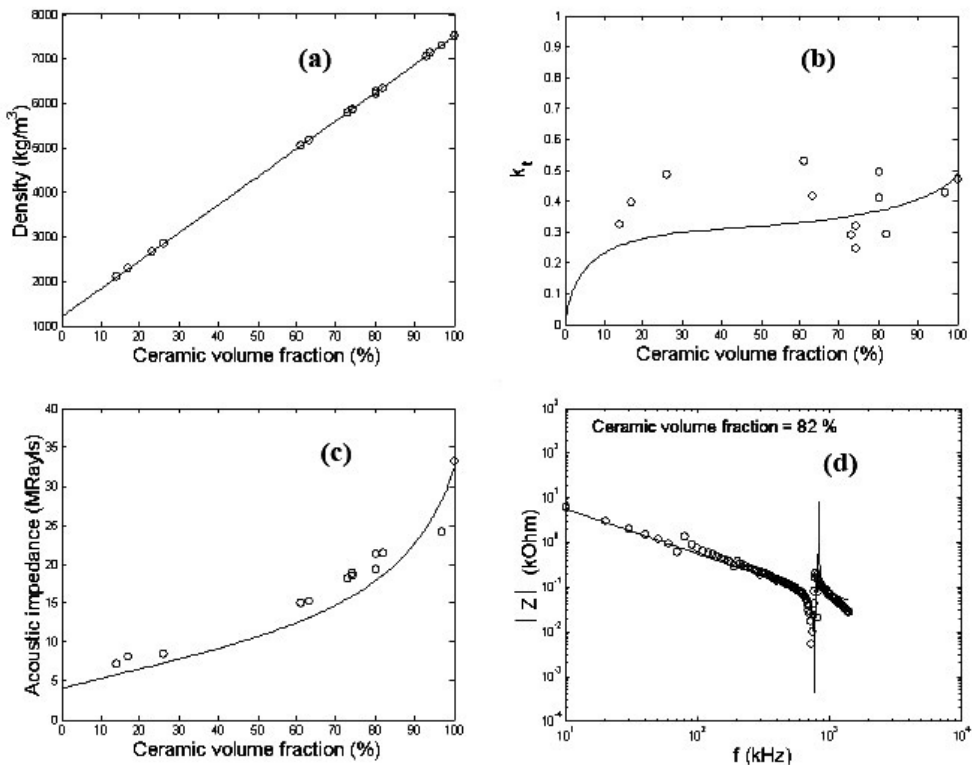 8000
7000
6000
5000
4000
3000
2000
1000
0 10 20 30 40 50 60 70 80 90 100
Density (kg/m³)
Ceramic volume fraction (%)
(a)
1
0.9
0.8
0.7
0.6
0.5
0.4
0.3
0.2
0.1
0
0 10 20 30 40 50 60 70 80 90 100
kt
Ceramic volume fraction (%)
(b)
40
35
30
25
20
15
10
5
0
0 10 20 30 40 50 60 70 80 90 100
Acoustic impedance (MRayls)
Ceramic volume fraction (%)
(c)
Ceramic volume fraction = 82 %
(d)
10²
10¹
10⁰
10⁻¹
10⁻²
10⁻³
10⁻⁴
10¹ 10² 10³ 10⁴
| Z | (kOhm)
f (kHz)